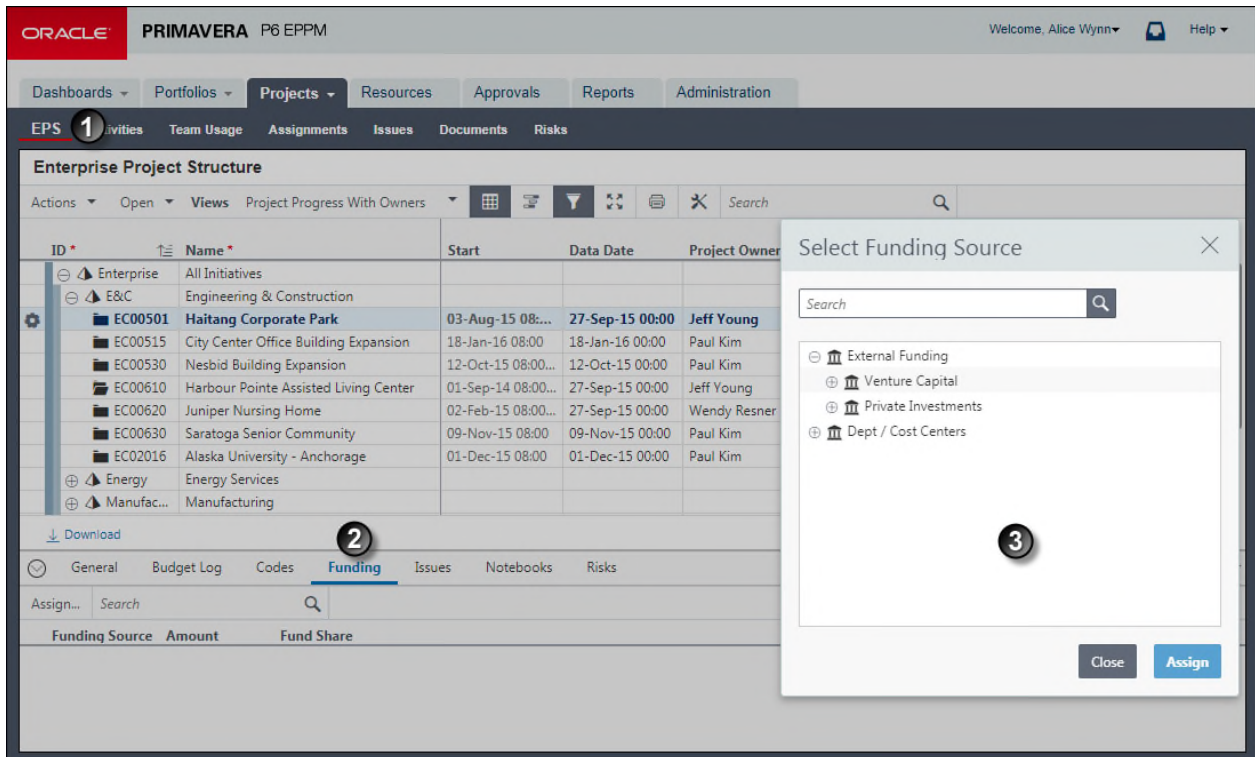 ORACLE PRIMAVERA P6 EPPM Welcome, Alice Wynn Help
Dashboards Portfolios Projects Resources Approvals Reports Administration
EPS 1 ivities Team Usage Assignments Issues Documents Risks
Enterprise Project Structure
Actions Open Views Project Progress With Owners Search
ID * Name * Start Data Date Project Owner
Enterprise All Initiatives
E&C Engineering & Construction
EC00501 Haitang Corporate Park 03-Aug-15 08:... 27-Sep-15 00:00 Jeff Young
EC00515 City Center Office Building Expansion 18-Jan-16 08:00 18-Jan-16 00:00 Paul Kim
EC00530 Nesbid Building Expansion 12-Oct-15 08:00... 12-Oct-15 00:00 Paul Kim
EC00610 Harbour Pointe Assisted Living Center 01-Sep-14 08:00... 27-Sep-15 00:00 Jeff Young
EC00620 Juniper Nursing Home 02-Feb-15 08:00... 27-Sep-15 00:00 Wendy Resner
EC00630 Saratoga Senior Community 09-Nov-15 08:00 09-Nov-15 00:00 Paul Kim
EC02016 Alaska University - Anchorage 01-Dec-15 08:00 01-Dec-15 00:00 Paul Kim
Energy Energy Services
Manufac... Manufacturing
Download
2
General Budget Log Codes Funding Issues Notebooks Risks
Assign... Search
Funding Source Amount Fund Share
Select Funding Source
Search
External Funding
Venture Capital
Private Investments
Dept / Cost Centers
3
Close Assign